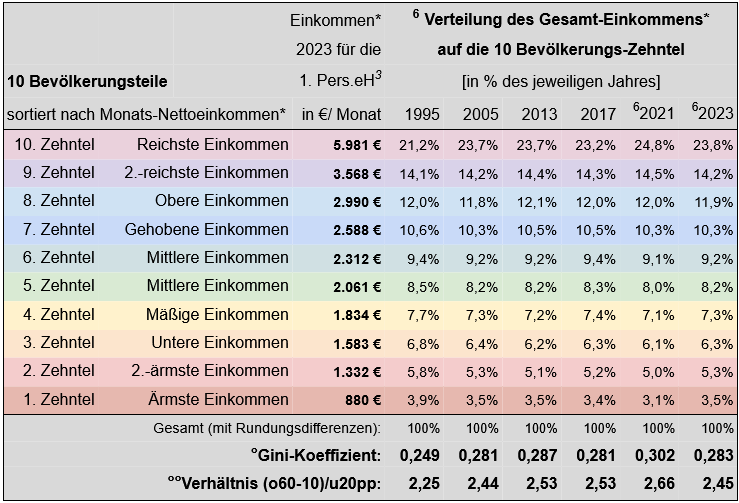 Einkommen* ⁶ Verteilung des Gesamt-Einkommens*
2023 für die auf die 10 Bevölkerungs-Zehntel
10 Bevölkerungsteile 1. Pers.eH³ [in % des jeweiligen Jahres]
sortiert nach Monats-Nettoeinkommen* in €/ Monat 1995 2005 2013 2017 ⁶2021 ⁶2023
10. Zehntel Reichste Einkommen 5.981 € 21,2% 23,7% 23,7% 23,2% 24,8% 23,8%
9. Zehntel 2.-reichste Einkommen 3.568 € 14,1% 14,2% 14,4% 14,3% 14,5% 14,2%
8. Zehntel Obere Einkommen 2.990 € 12,0% 11,8% 12,1% 12,0% 12,0% 11,9%
7. Zehntel Gehobene Einkommen 2.588 € 10,6% 10,3% 10,5% 10,5% 10,3% 10,3%
6. Zehntel Mittlere Einkommen 2.312 € 9,4% 9,2% 9,2% 9,4% 9,1% 9,2%
5. Zehntel Mittlere Einkommen 2.061 € 8,5% 8,2% 8,2% 8,3% 8,0% 8,2%
4. Zehntel Mäßige Einkommen 1.834 € 7,7% 7,3% 7,2% 7,4% 7,1% 7,3%
3. Zehntel Untere Einkommen 1.583 € 6,8% 6,4% 6,2% 6,3% 6,1% 6,3%
2. Zehntel 2.-ärmste Einkommen 1.332 € 5,8% 5,3% 5,1% 5,2% 5,0% 5,3%
1. Zehntel Ärmste Einkommen 880 € 3,9% 3,5% 3,5% 3,4% 3,1% 3,5%
Gesamt (mit Rundungsdifferenzen): 100% 100% 100% 100% 100% 100%
°Gini-Koeffizient: 0,249 0,281 0,287 0,281 0,302 0,283
°°Verhältnis (o60-10)/u20pp: 2,25 2,44 2,53 2,53 2,66 2,45